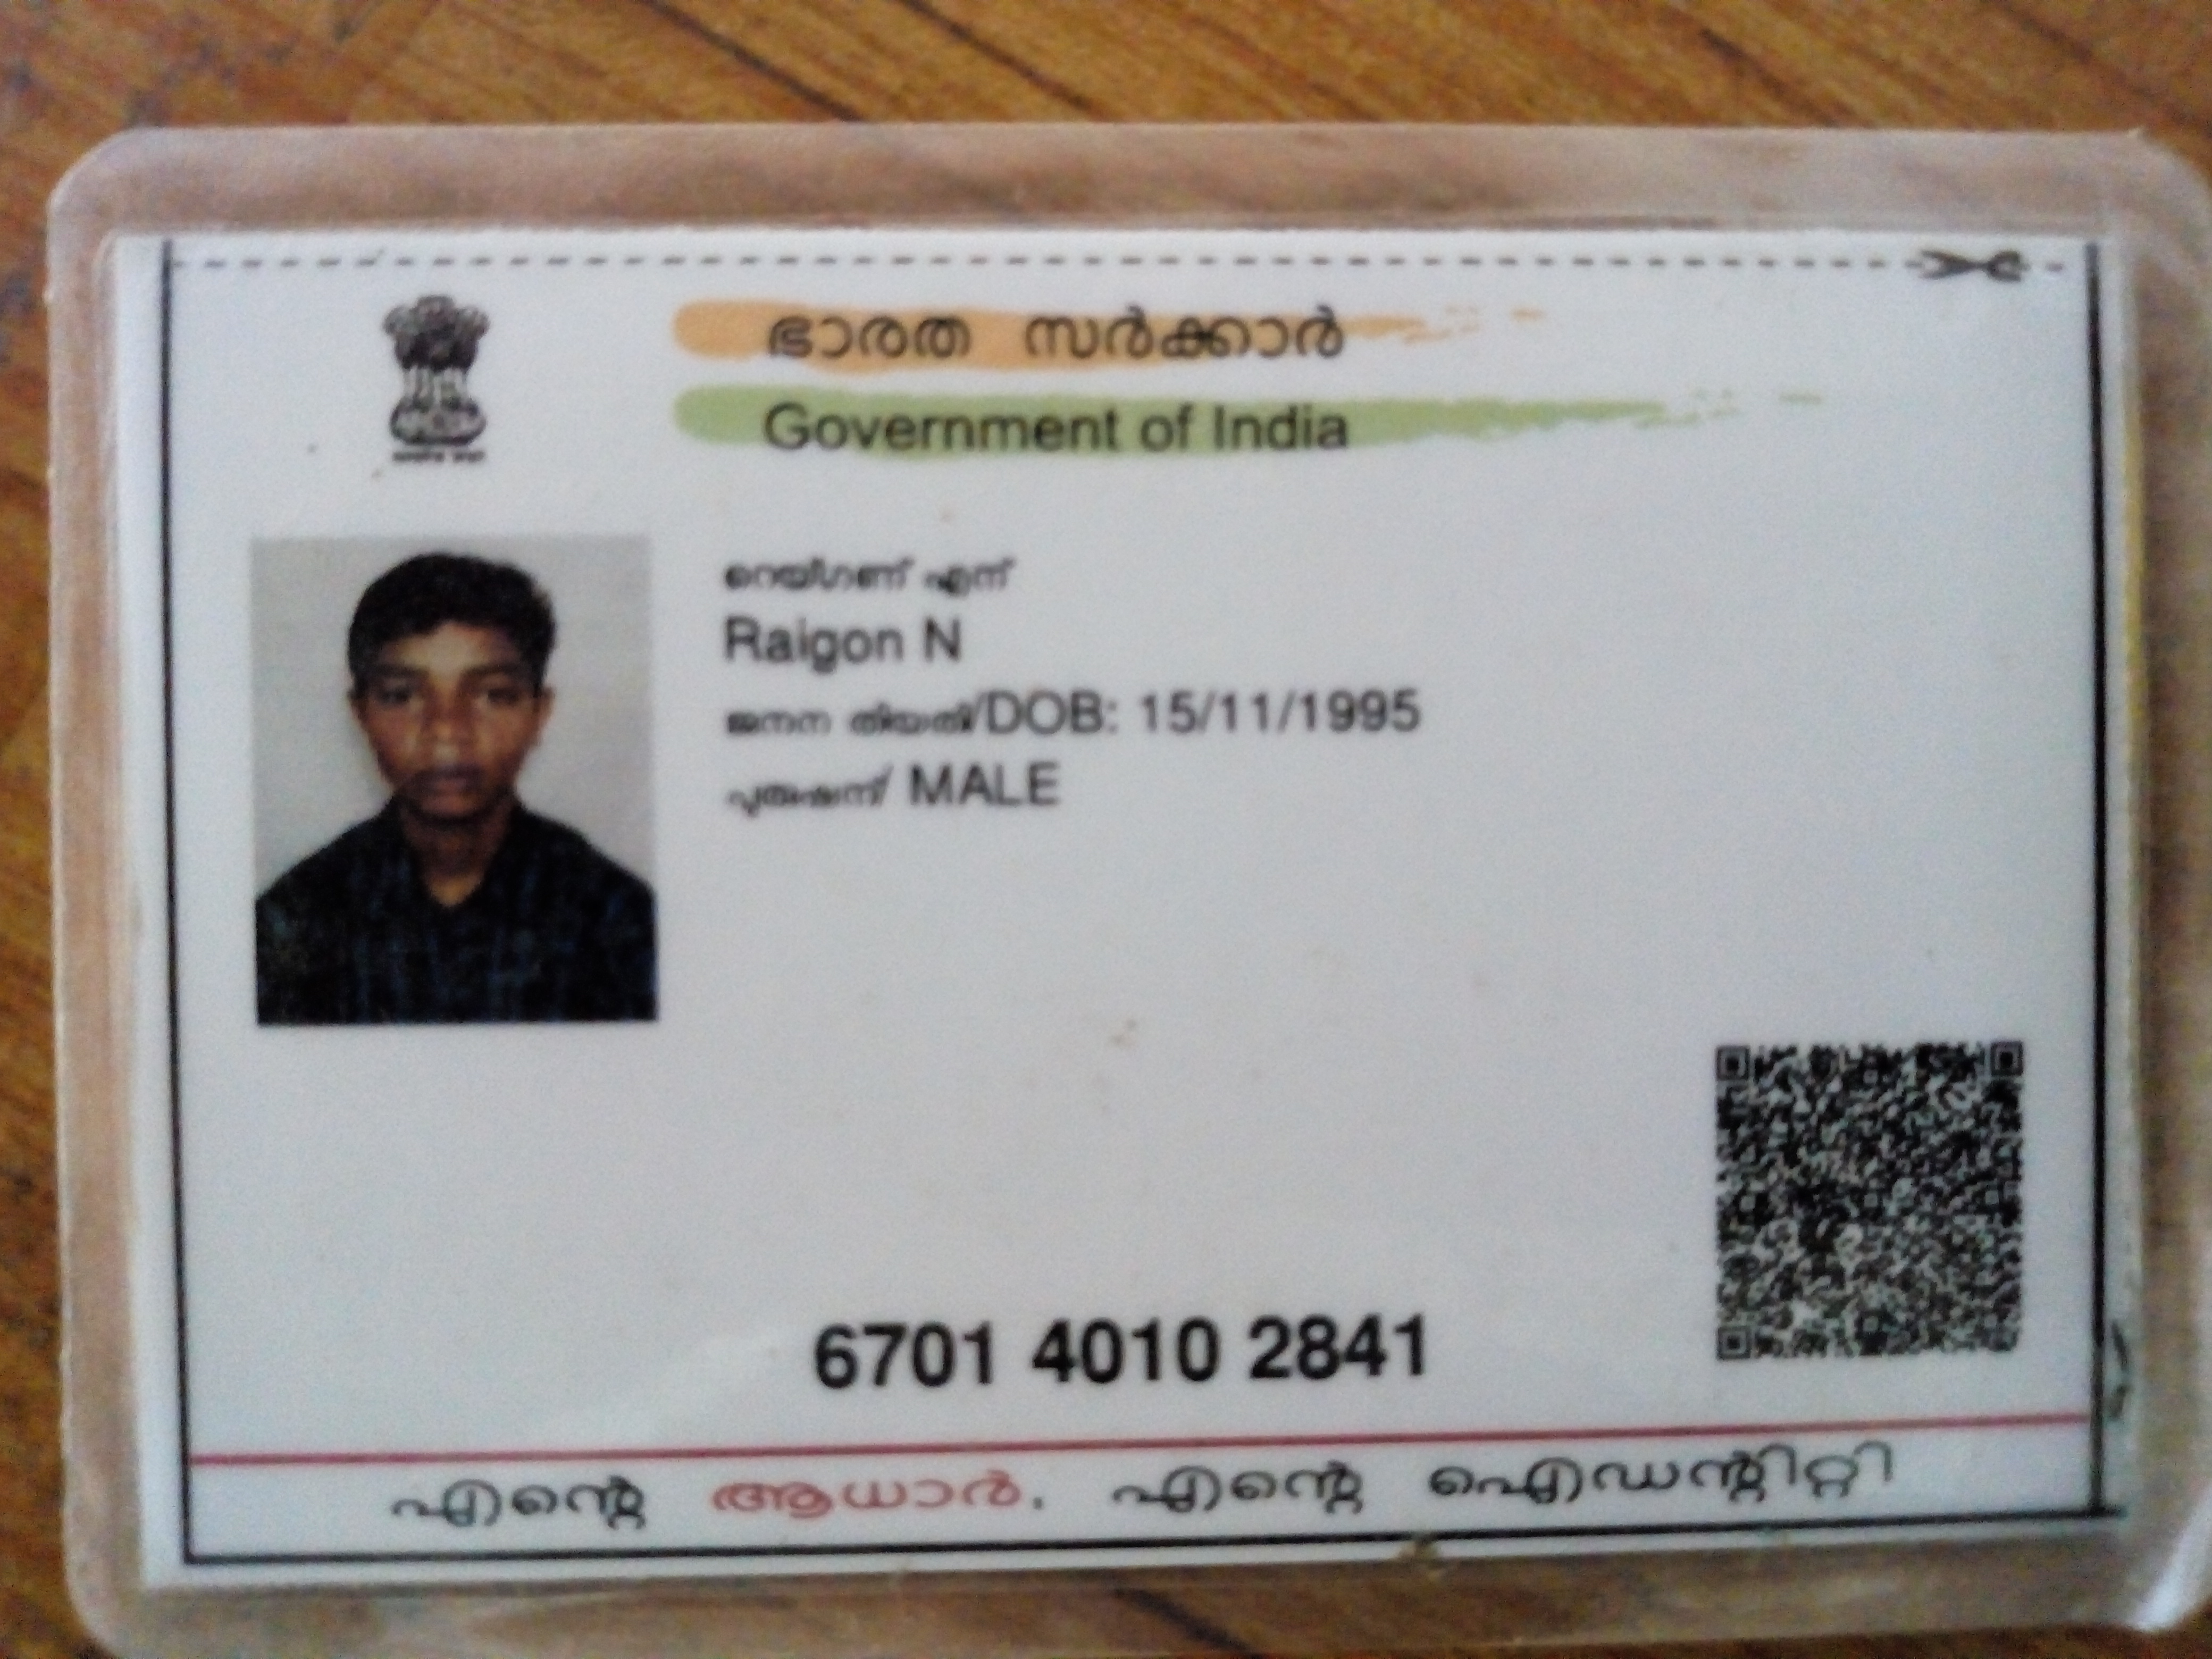 ഭാരത സർക്കാർ
Government of India
റെയ്ഗണ് എന്
Raigon N
ജനന തിയതി/DOB: 15/11/1995
പുരുഷന്/ MALE
6701 4010 2841
എന്റെ ആധാർ, എന്റെ ഐഡന്റിറ്റി